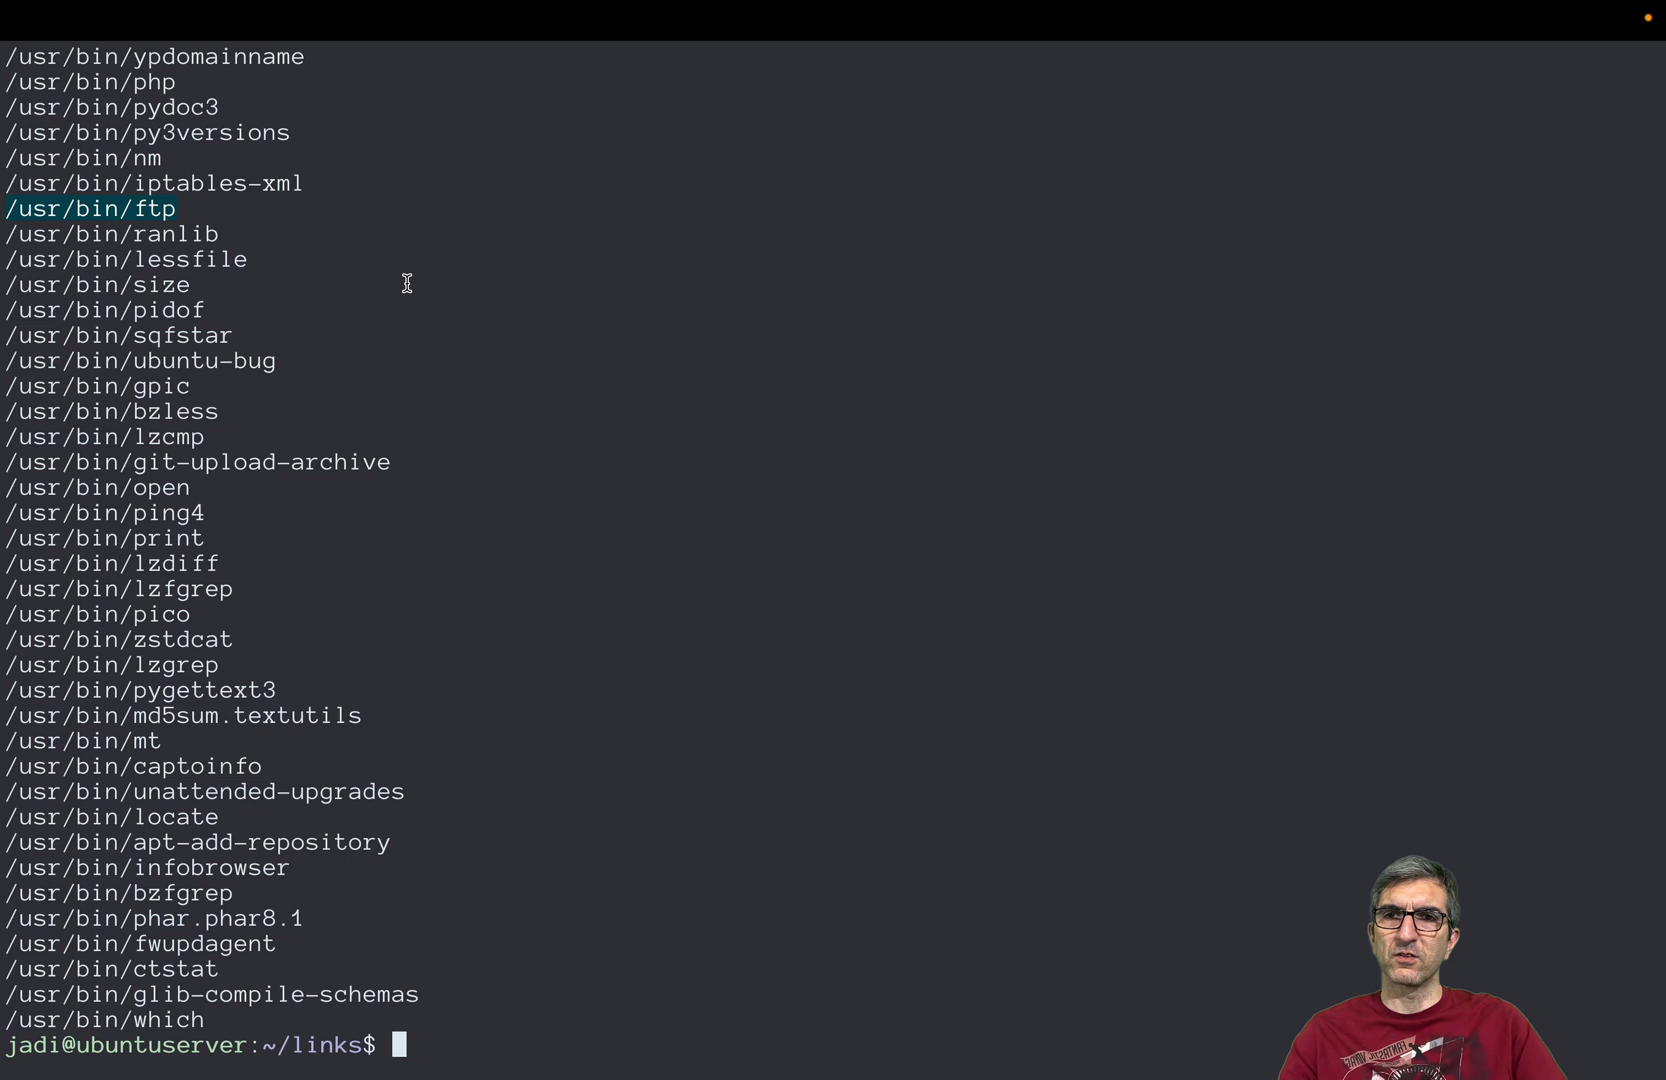 /usr/bin/ypdomainname
/usr/bin/php
/usr/bin/pydoc3
/usr/bin/py3versions
/usr/bin/nm
/usr/bin/iptables-xml
/usr/bin/ftp
/usr/bin/ranlib
/usr/bin/lessfile
/usr/bin/size
/usr/bin/pidof
/usr/bin/sqfstar
/usr/bin/ubuntu-bug
/usr/bin/gpic
/usr/bin/bzless
/usr/bin/lzcmp
/usr/bin/git-upload-archive
/usr/bin/open
/usr/bin/ping4
/usr/bin/print
/usr/bin/lzdiff
/usr/bin/lzfgrep
/usr/bin/pico
/usr/bin/zstdcat
/usr/bin/lzgrep
/usr/bin/pygettext3
/usr/bin/md5sum.textutils
/usr/bin/mt
/usr/bin/captoinfo
/usr/bin/unattended-upgrades
/usr/bin/locate
/usr/bin/apt-add-repository
/usr/bin/infobrowser
/usr/bin/bzfgrep
/usr/bin/phar.phar8.1
/usr/bin/fwupdagent
/usr/bin/ctstat
/usr/bin/glib-compile-schemas
/usr/bin/which
jadi@ubuntuserver:~/links$